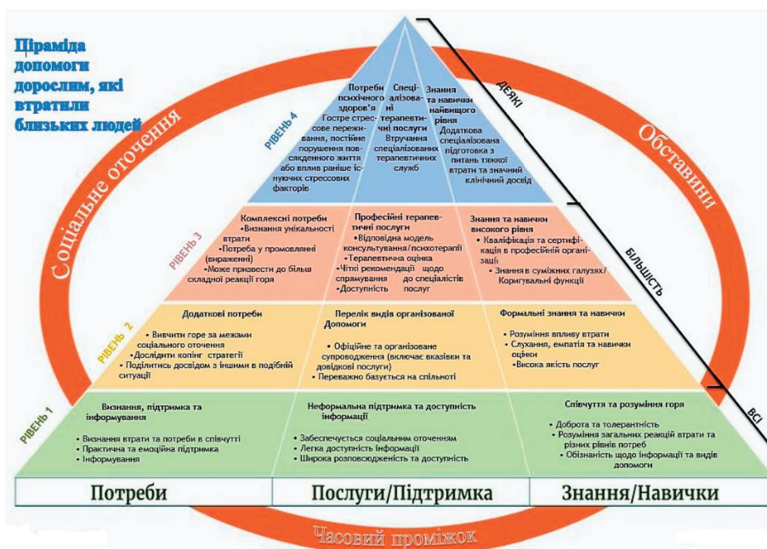 Піраміда
допомоги
дорослим, які
втратили
близьких людей
Соціальне оточення
Обставини
РІВЕНЬ 4
Потреби
психічного
здоров'я
Гостре стрес-
сове пережи-
вання, постійне
порушення пов-
сякденного життя
або вплив раніше іс-
нуючих стрессових
факторів
Спеці-
алізова-
ні
терапевти-
чні послуги
Втручання
спеціалізованих
терапевтичних
служб
Знання
та навички
найвищого
рівня
Додаткова
спеціалізована
підготовка з
питань тяжкої
втрати та значний
клінічний досвід
ДЕЯКІ
РІВЕНЬ 3
Комплексні потреби
•Визнання унікальності
втрати
•Потреба у промовлянні
(вираженні)
•Може призвести до більш
складної реакції горя
Професійні терапев-
тичні послуги
•Відповідна модель
консультування/психотерапії
•Терапевтична оцінка
•Чіткі рекомендації щодо
спрямування до спеціалістів
•Доступність послуг
Знання та навички
високого рівня
• Кваліфікація та сертифі-
кація в професійній органі-
зації
• Знання в суміжних галузях/
Коригувальні функції
БІЛЬШІСТЬ
РІВЕНЬ 2
Додаткові потреби
• Вивчити горе за межами
соціального оточення
• Дослідити копінг стратегії
• Поділитись досвідом з іншими в подібній
ситуації
Перелік видів організованої
Допомоги
• Офіційне та організоване
супроводження (включає вказівки та
довідкові послуги)
• Переважно базується на спільноті
Формальні знання та навички
• Розуміння впливу втрати
• Слухання, емпатія та навички
оцінки
•Висока якість послуг
РІВЕНЬ 1
Визнання, підтримка та
інформування
• Визнання втрати та потреби в співчутті
• Практична та емоційна підтримка
• Інформування
Неформальна підтримка та доступність
інформації
• Забеспечується соціальним оточенням
• Легка доступність інформації
• Широка розповсюдженість та доступність
Співчуття та розуміння горя
• Доброта та толерантність
• Розуміння загальних реакцій втрати та
різних рівнів потреб
• Обізнаність щодо інформації та видів
допомоги
ВСІ
Потреби
Послуги/Підтримка
Знання/Навички
Часовий проміжок